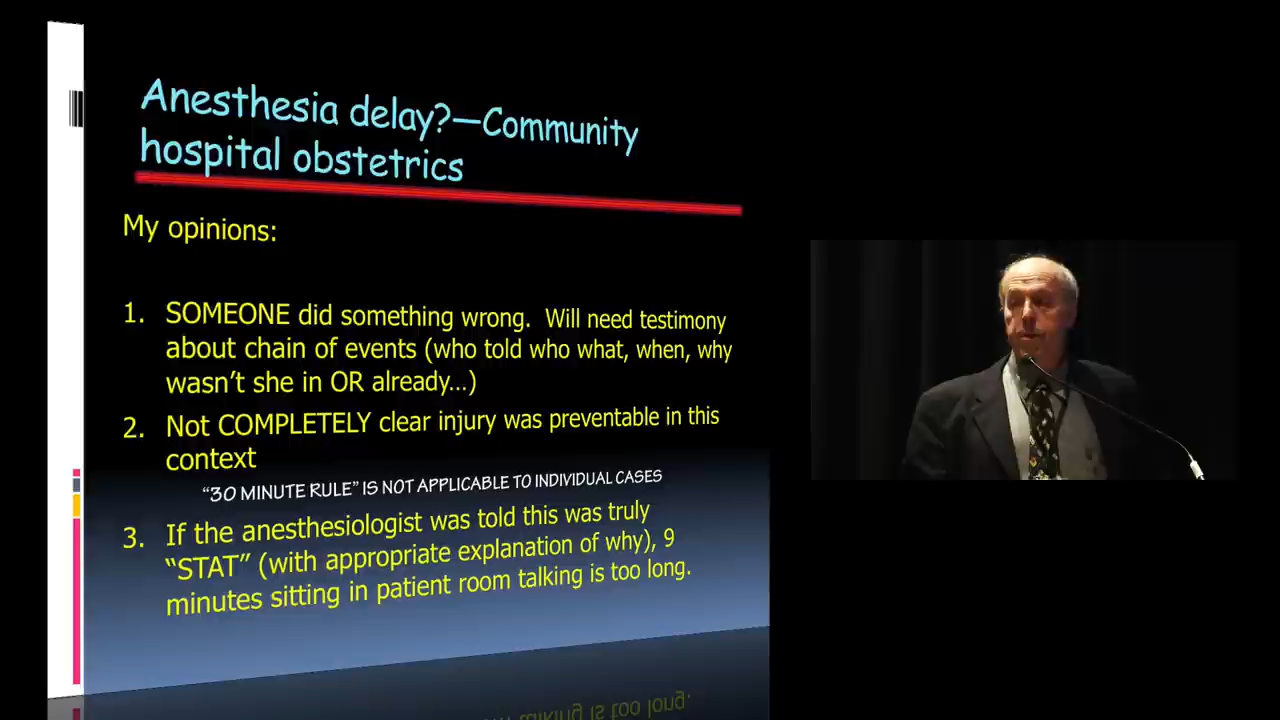 Anesthesia delay?—Community
hospital obstetrics
My opinions:
1. SOMEONE did something wrong. Will need testimony
about chain of events (who told who what, when, why
wasn't she in OR already…)
2. Not COMPLETELY clear injury was preventable in this
context
"30 MINUTE RULE" IS NOT APPLICABLE TO INDIVIDUAL CASES
3. If the anesthesiologist was told this was truly
"STAT" (with appropriate explanation of why), 9
minutes sitting in patient room talking is too long.